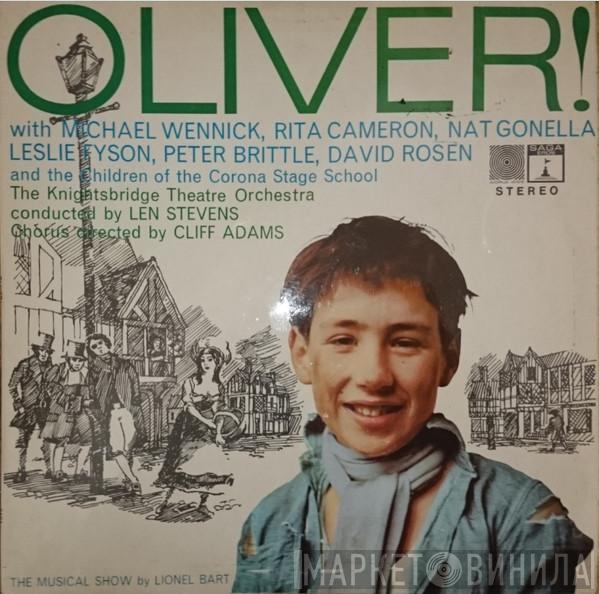 OLIVER!
with MICHAEL WENNICK, RITA CAMERON, NAT GONELLA
LESLIE TYSON, PETER BRITTLE, DAVID ROSEN
and the Children of the Corona Stage School
The Knightsbridge Theatre Orchestra
conducted by LEN STEVENS
Chorus directed by CLIFF ADAMS
SAGA
STEREO
THE MUSICAL SHOW by LIONEL BART
МАРКЕТ ВИНИЛА